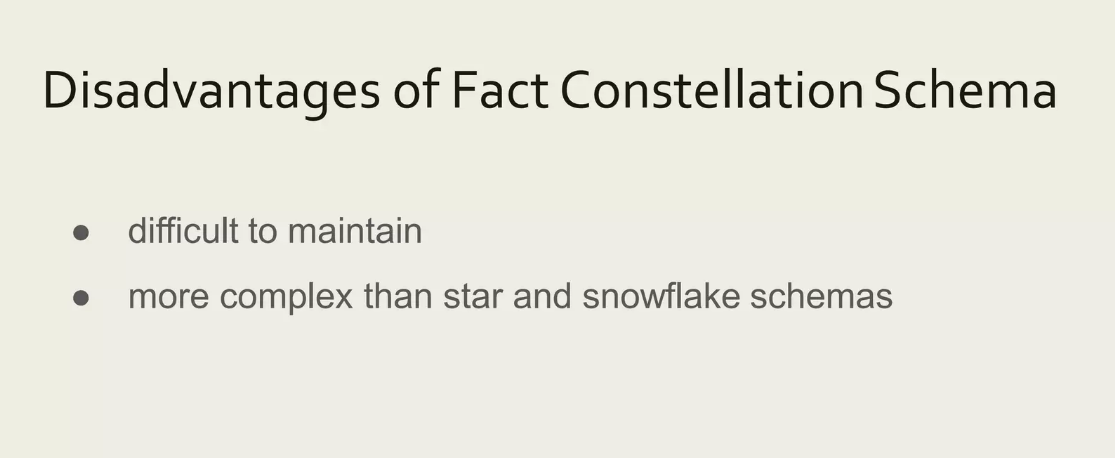 Disadvantages of Fact Constellation Schema
● difficult to maintain
● more complex than star and snowflake schemas